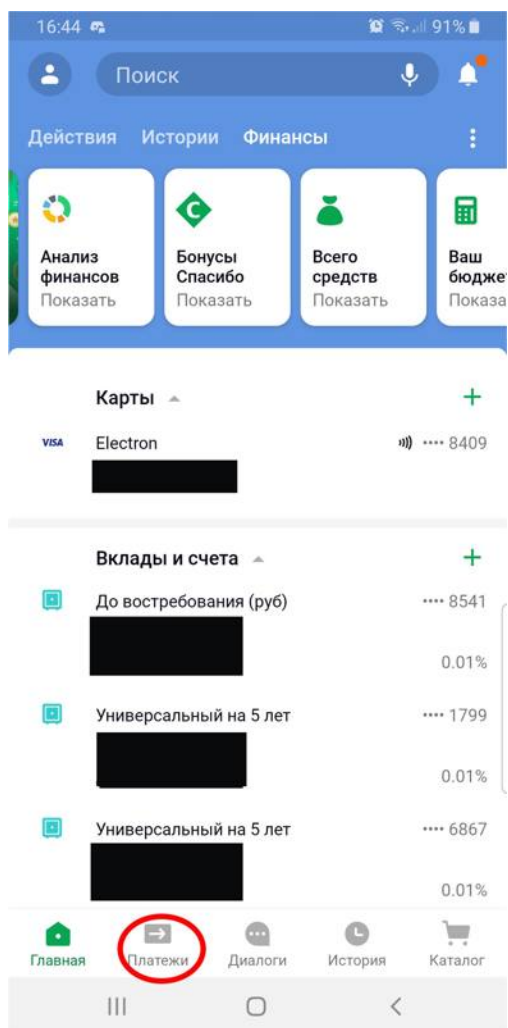 16:44 91%
Поиск
Действия Истории Финансы
Анализ финансов Показать
Бонусы Спасибо Показать
Всего средств Показать
Ваш бюдже Показа
Карты
VISA Electron •••• 8409
Вклады и счета
До востребования (руб) •••• 8541
0.01%
Универсальный на 5 лет •••• 1799
0.01%
Универсальный на 5 лет •••• 6867
0.01%
Главная Платежи Диалоги История Каталог